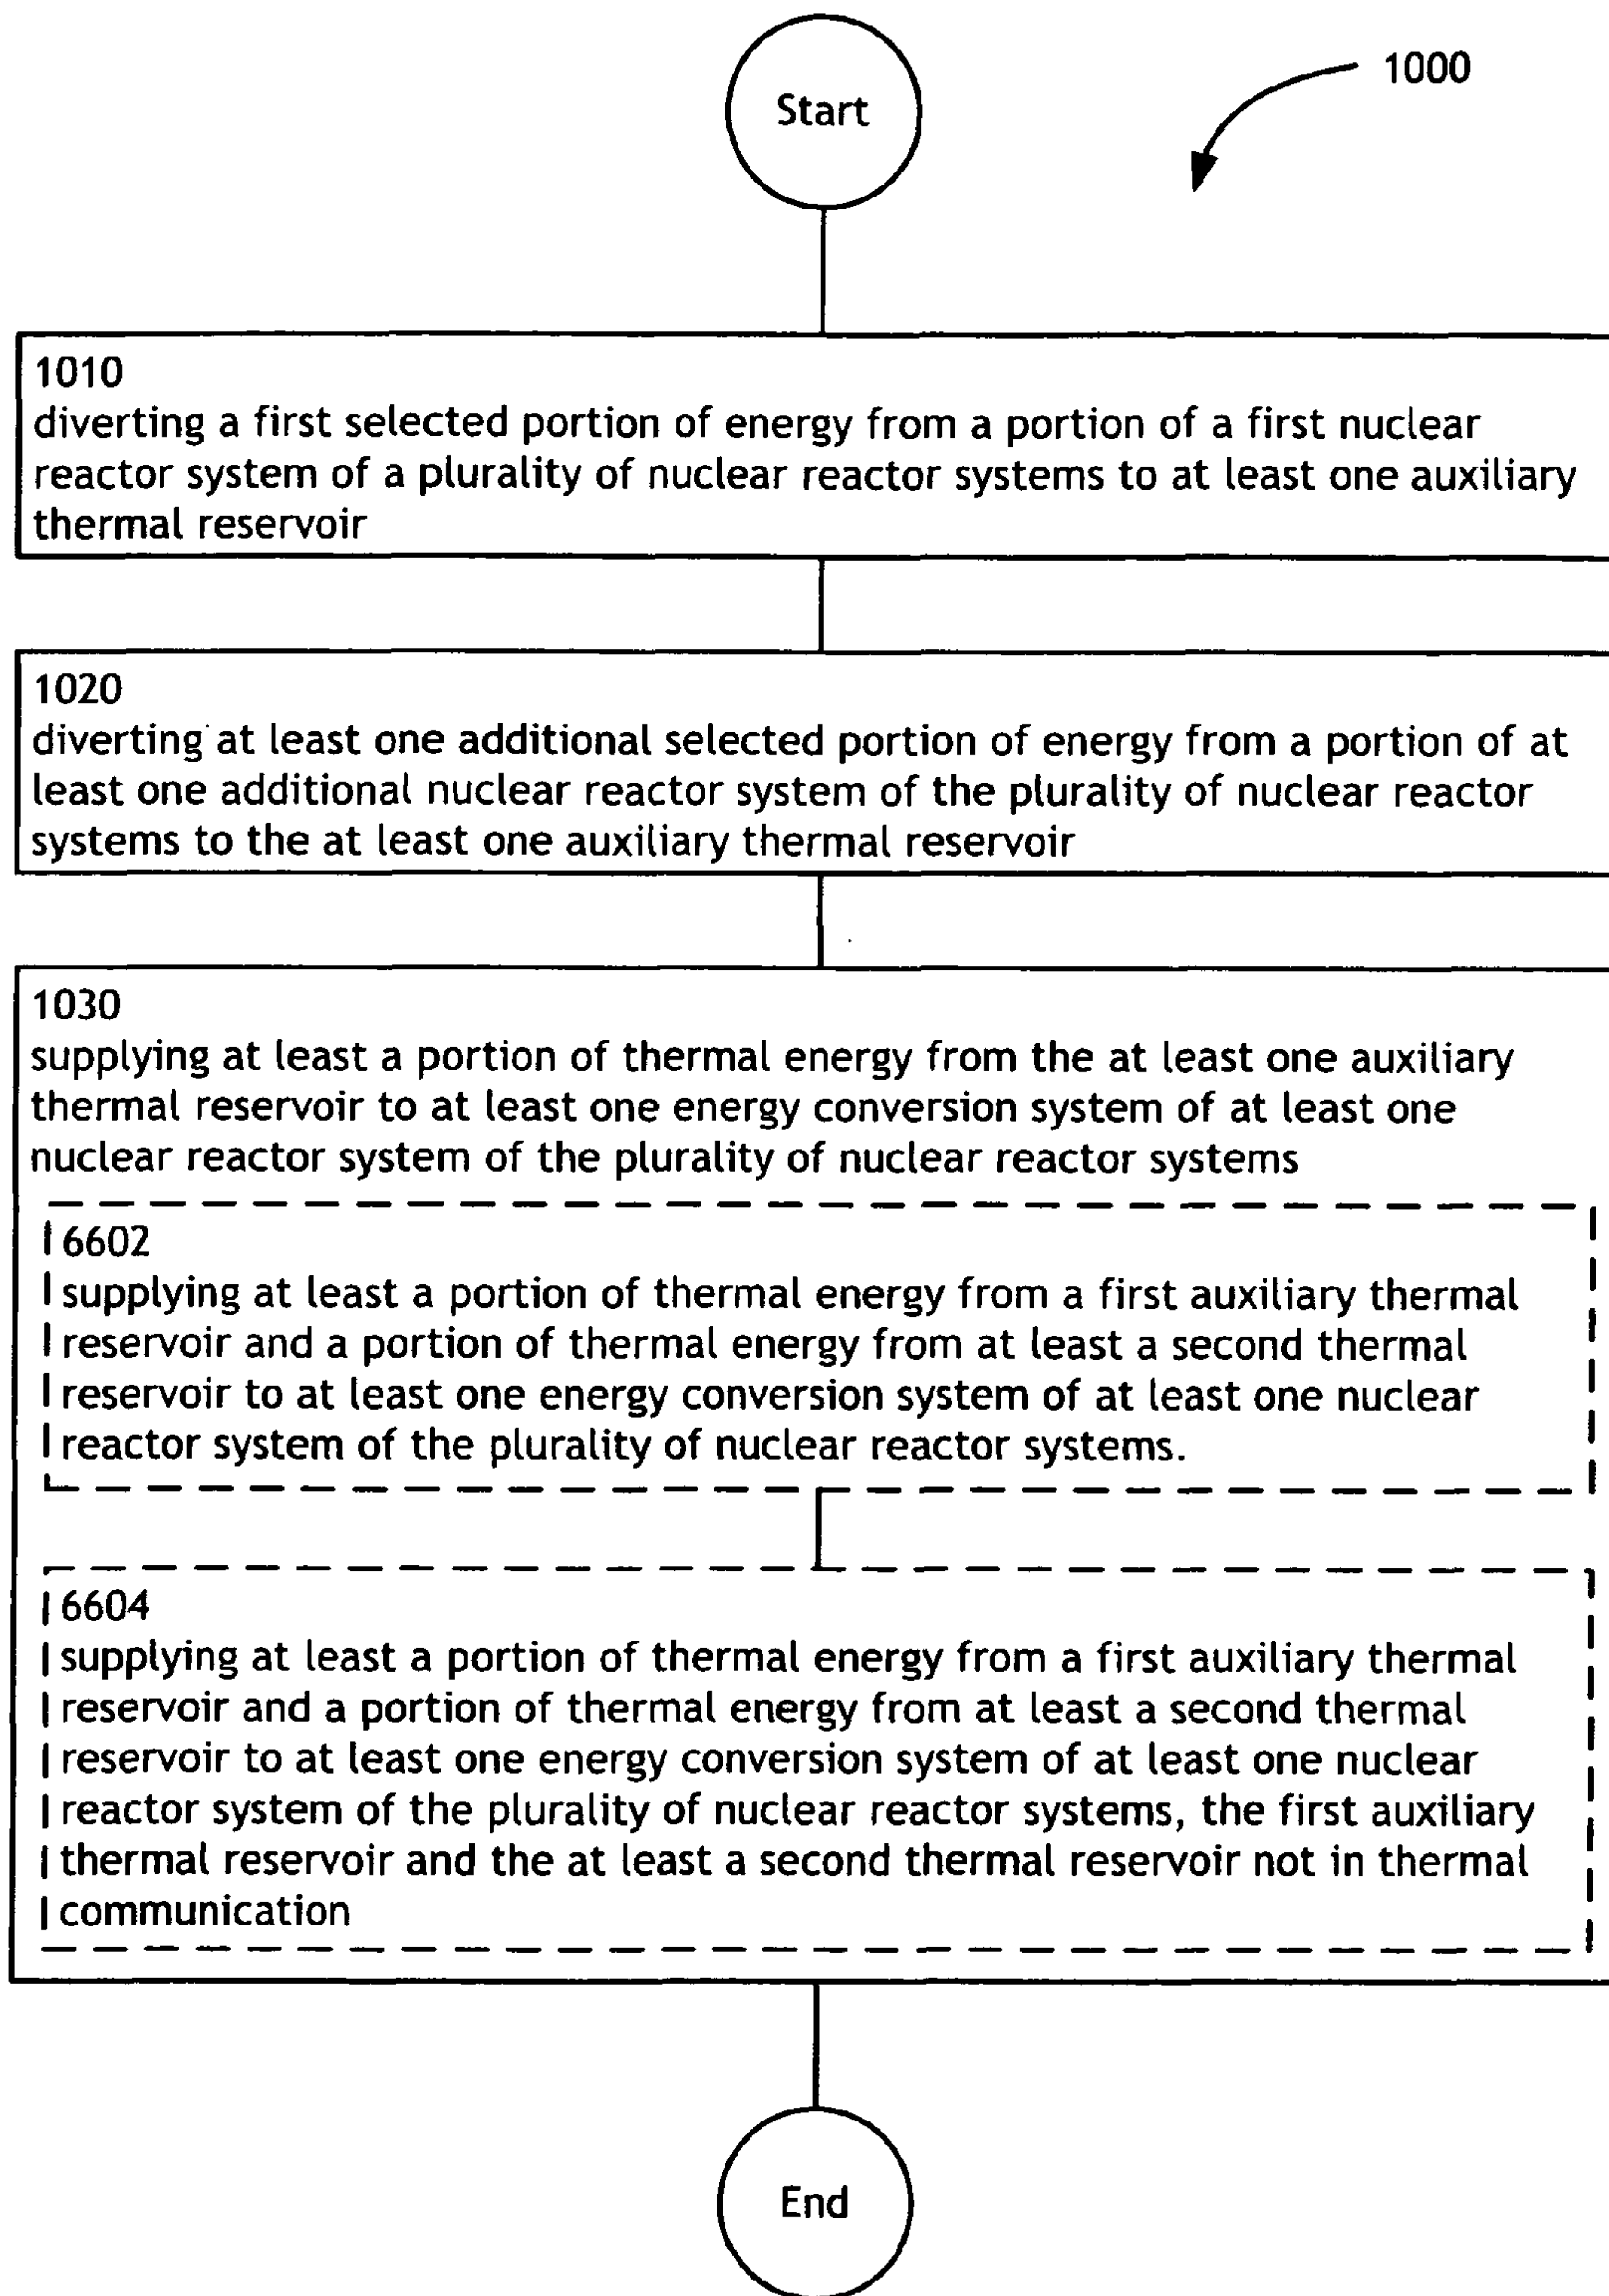 Start
1000
1010
diverting a first selected portion of energy from a portion of a first nuclear
reactor system of a plurality of nuclear reactor systems to at least one auxiliary
thermal reservoir
1020
diverting at least one additional selected portion of energy from a portion of at
least one additional nuclear reactor system of the plurality of nuclear reactor
systems to the at least one auxiliary thermal reservoir
1030
supplying at least a portion of thermal energy from the at least one auxiliary
thermal reservoir to at least one energy conversion system of at least one
nuclear reactor system of the plurality of nuclear reactor systems
6602
supplying at least a portion of thermal energy from a first auxiliary thermal
reservoir and a portion of thermal energy from at least a second thermal
reservoir to at least one energy conversion system of at least one nuclear
reactor system of the plurality of nuclear reactor systems.
6604
supplying at least a portion of thermal energy from a first auxiliary thermal
reservoir and a portion of thermal energy from at least a second thermal
reservoir to at least one energy conversion system of at least one nuclear
reactor system of the plurality of nuclear reactor systems, the first auxiliary
thermal reservoir and the at least a second thermal reservoir not in thermal
communication
End